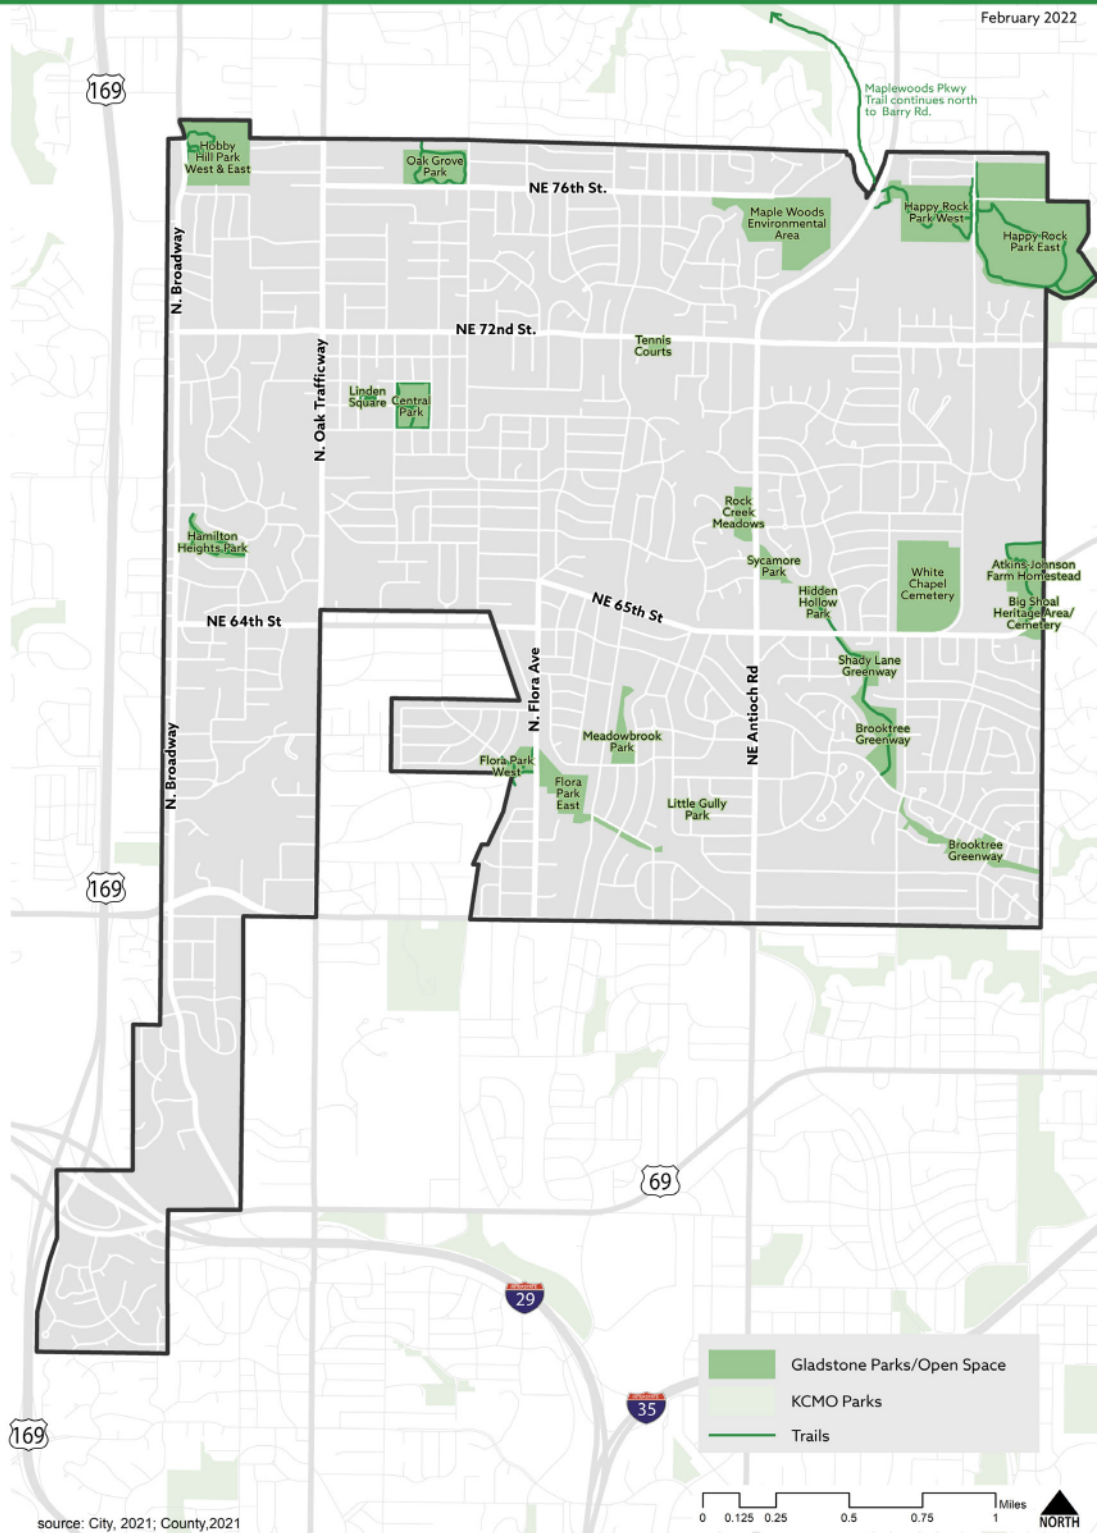 February 2022
169
Maplewoods Pkwy
Trail continues north
to Barry Rd.
Hobby
Hill Park
West & East
Oak Grove
Park
NE 76th St.
Maple Woods
Environmental
Area
Happy Rock
Park West
Happy Rock
Park East
N. Broadway
NE 72nd St.
Tennis
Courts
N. Oak Trafficway
Linden
Square
Central
Park
Rock
Creek
Meadows
Hamilton
Heights Park
Sycamore
Park
White
Chapel
Cemetery
Atkins-Johnson
Farm Homestead
Hidden
Hollow
Park
Big Shoal
Heritage Area/
Cemetery
NE 64th St
NE 65th St
Shady Lane
Greenway
N. Flora Ave
NE Antioch Rd
Meadowbrook
Park
Brooktree
Greenway
N. Broadway
Flora Park
West
Flora
Park
East
Little Gully
Park
Brooktree
Greenway
169
69
INTERSTATE
29
INTERSTATE
35
169
Gladstone Parks/Open Space
KCMO Parks
Trails
0 0.125 0.25 0.5 0.75 1
Miles
NORTH
source: City, 2021; County,2021